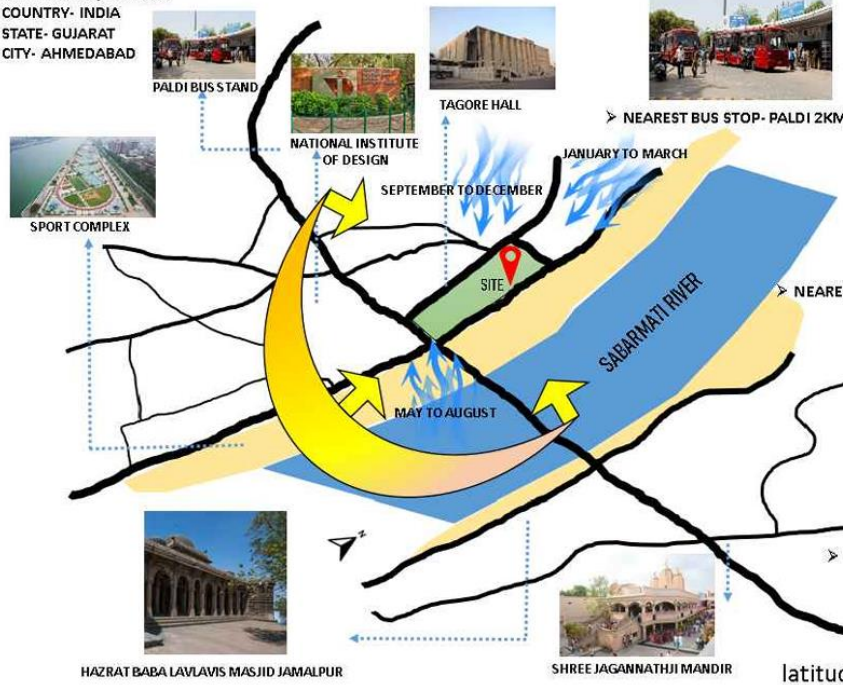 COUNTRY- INDIA
STATE- GUJARAT
CITY- AHMEDABAD
PALDI BUS STAND
NATIONAL INSTITUTE
OF DESIGN
TAGORE HALL
➢ NEAREST BUS STOP- PALDI 2KM
SPORT COMPLEX
SEPTEMBER TO DECEMBER
JANUARY TO MARCH
SITE
SABARMATI RIVER
➢ NEARE
MAY TO AUGUST
N
➢
HAZRAT BABA LAVLAVIS MASJID JAMALPUR
SHREE JAGANNATHJI MANDIR
latitud